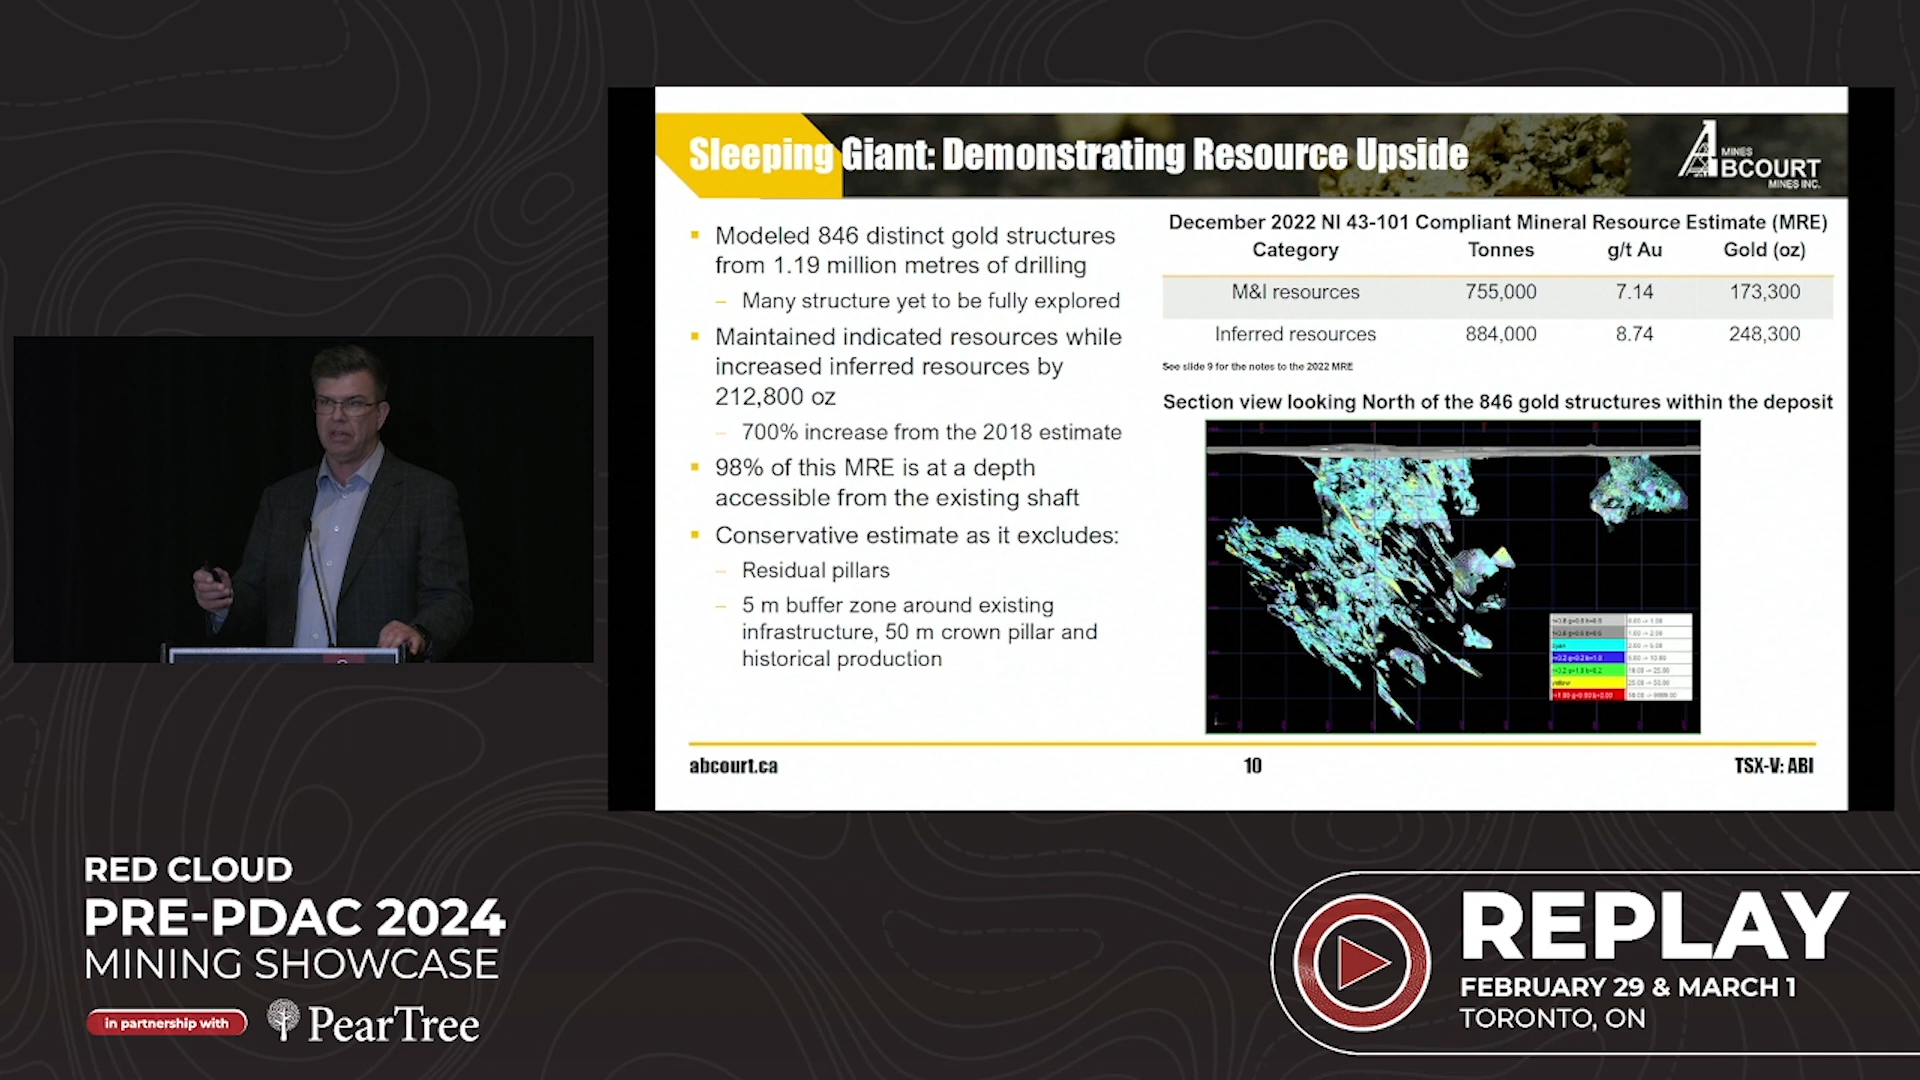 Sleeping Giant: Demonstrating Resource Upside
MINES
ABCOURT
MINES INC.
Modeled 846 distinct gold structures
from 1.19 million metres of drilling
– Many structure yet to be fully explored
Maintained indicated resources while
increased inferred resources by
212,800 oz
– 700% increase from the 2018 estimate
98% of this MRE is at a depth
accessible from the existing shaft
Conservative estimate as it excludes:
– Residual pillars
– 5 m buffer zone around existing
infrastructure, 50 m crown pillar and
historical production
December 2022 NI 43-101 Compliant Mineral Resource Estimate (MRE)
Category Tonnes g/t Au Gold (oz)
M&I resources 755,000 7.14 173,300
Inferred resources 884,000 8.74 248,300
See slide 9 for the notes to the 2022 MRE
Section view looking North of the 846 gold structures within the deposit
abcourt.ca
10
TSX-V: ABI
RED CLOUD
PRE-PDAC 2024
MINING SHOWCASE
in partnership with
PearTree
REPLAY
FEBRUARY 29 & MARCH 1
TORONTO, ON